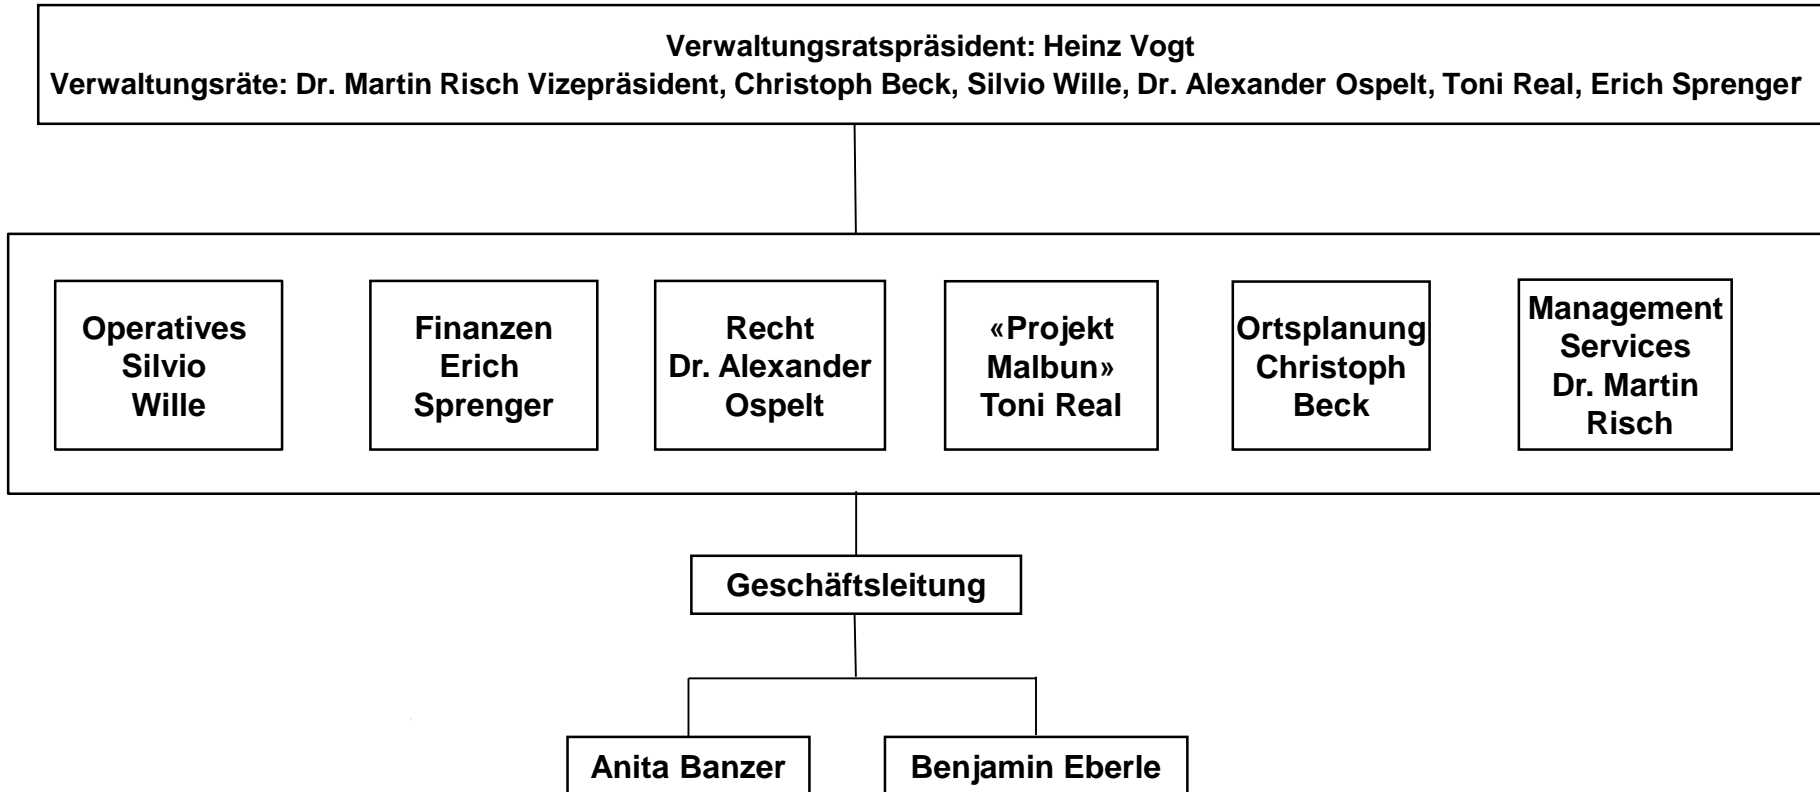 Verwaltungsratspräsident: Heinz Vogt
Verwaltungsräte: Dr. Martin Risch Vizepräsident, Christoph Beck, Silvio Wille, Dr. Alexander Ospelt, Toni Real, Erich Sprenger
Operatives
Silvio
Wille
Finanzen
Erich
Sprenger
Recht
Dr. Alexander
Ospelt
«Projekt
Malbun»
Toni Real
Ortsplanung
Christoph
Beck
Management
Services
Dr. Martin
Risch
Geschäftsleitung
Anita Banzer
Benjamin Eberle